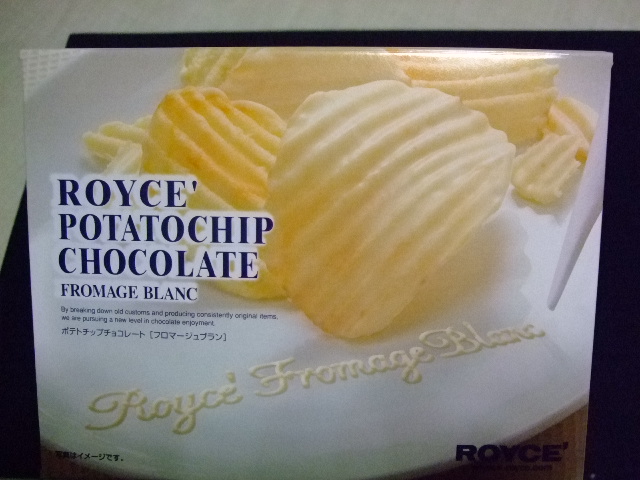 ROYCE'
POTATOCHIP
CHOCOLATE
FROMAGE BLANC
By breaking down old customs and producing consistently original items,
we are pursuing a new level in chocolate enjoyment.
ポテトチップチョコレート [フロマージュブラン]
Royce' Fromage Blanc
写真はイメージです。
ROYCE'